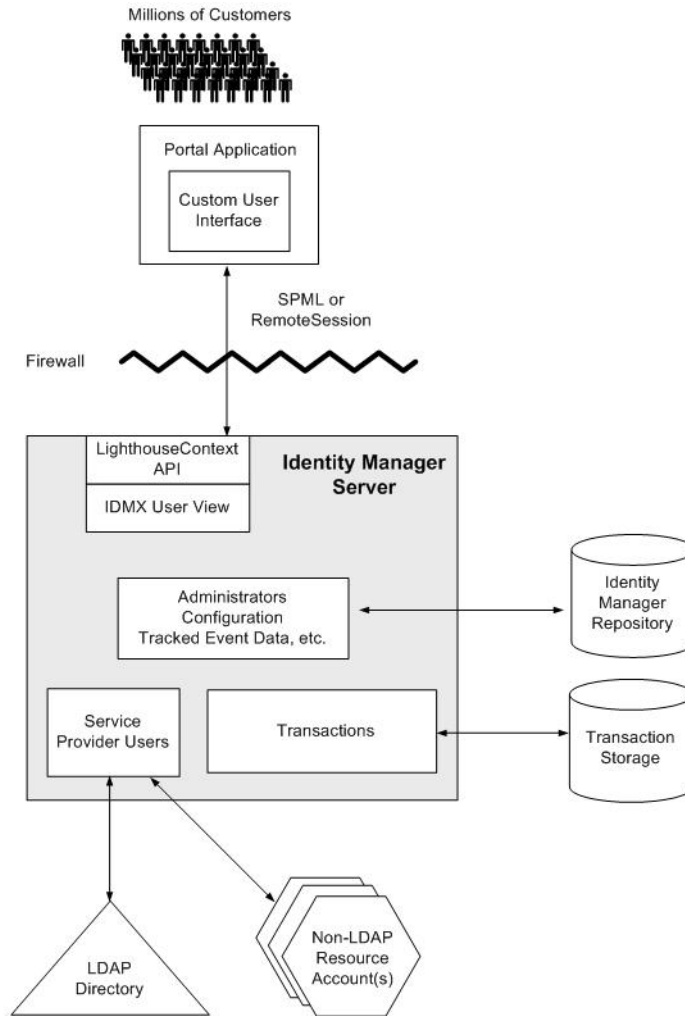 Millions of Customers
Portal Application
Custom User
Interface
SPML or
RemoteSession
Firewall
LighthouseContext
API
IDMX User View
Identity Manager
Server
Administrators
Configuration
Tracked Event Data, etc.
Identity
Manager
Repository
Service
Provider Users
Transactions
Transaction
Storage
LDAP
Directory
Non-LDAP
Resource
Account(s)